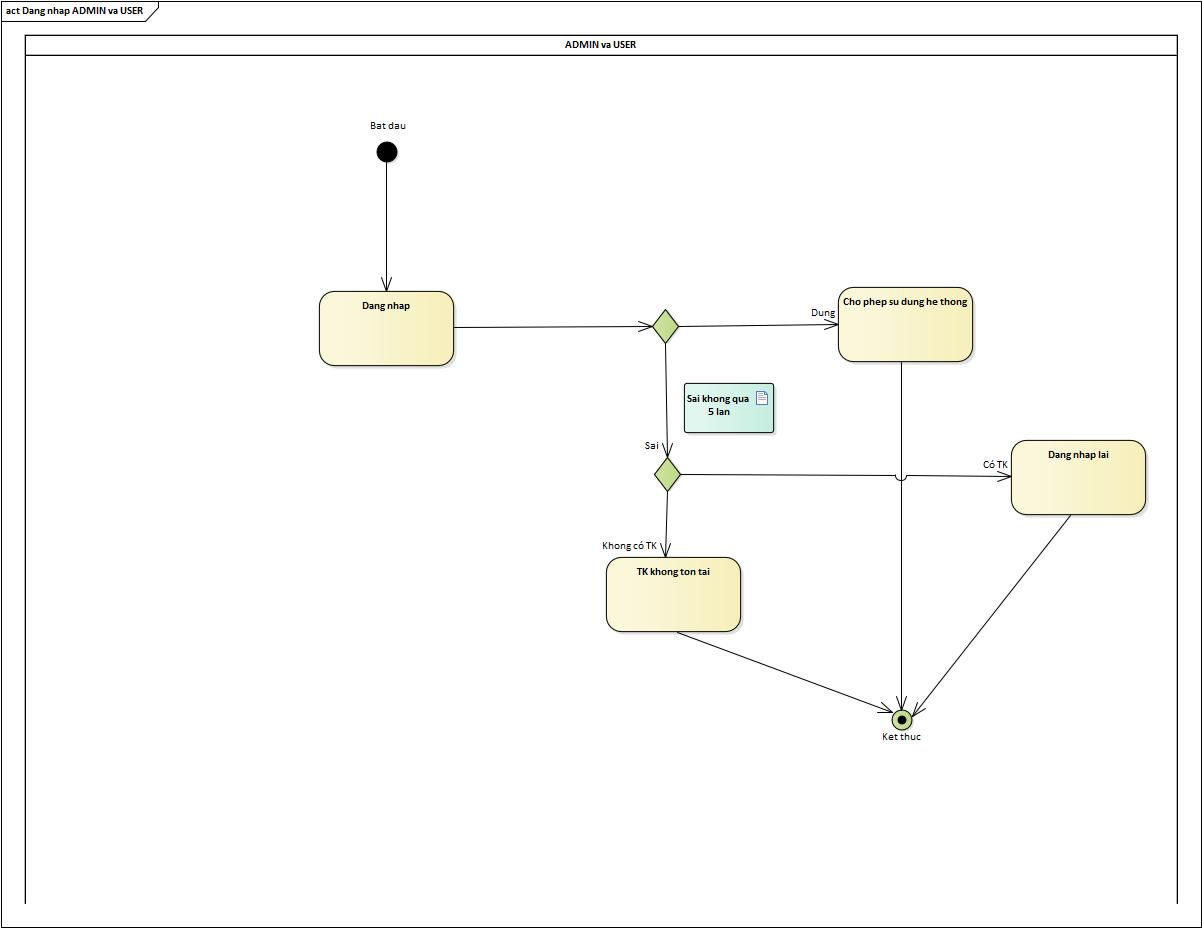 act Dang nhap ADMIN va USER
ADMIN va USER
Bat dau
Dang nhap
Cho phep su dung he thong
Dung
Sai khong qua
5 lan
Sai
Có TK
Dang nhap lai
Khong có TK
TK khong ton tai
Ket thuc